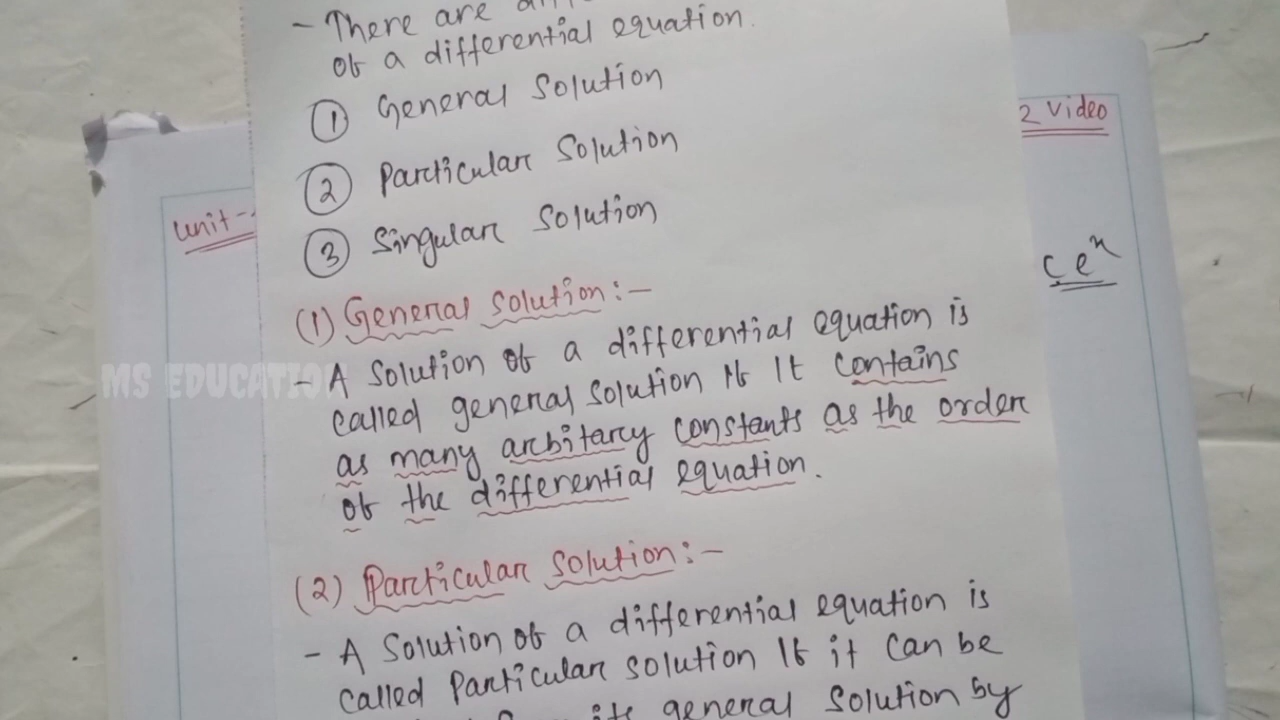 - There are
of a differential equation.
① General Solution
② Particular Solution
③ Singular Solution
2 Video
Unit-
Ce^x
(1) General Solution:-
- A Solution of a differential equation is
called general solution if It contains
as many arbitary constants as the order
of the differential equation.
MS EDUCATION
(2) Particular Solution:-
- A Solution of a differential equation is
called Particular solution If it can be
its general solution by